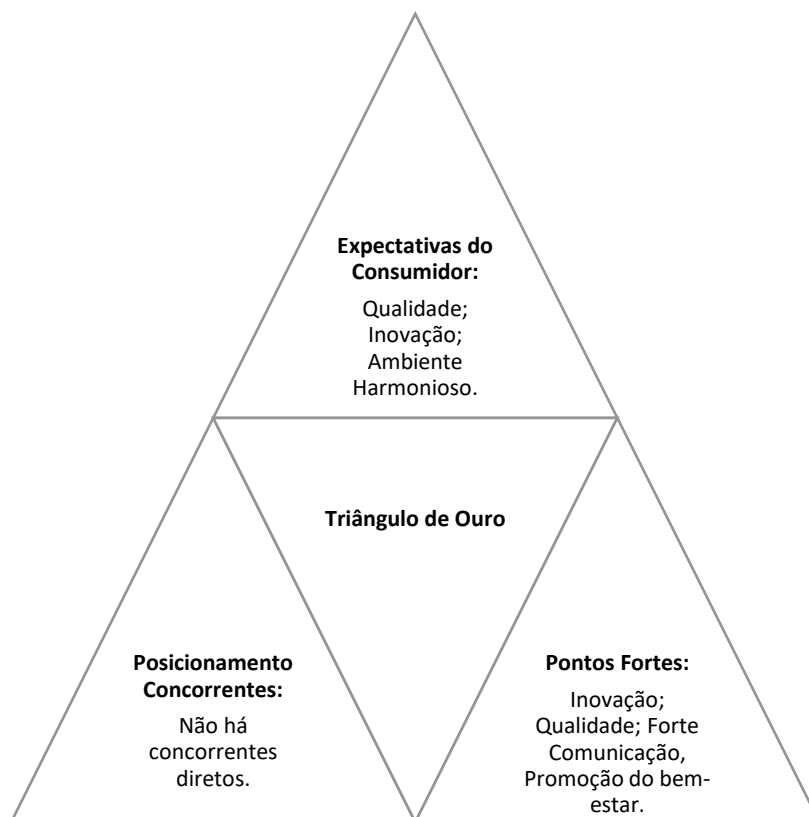 Expectativas do
Consumidor:
Qualidade;
Inovação;
Ambiente
Harmonioso.
Triângulo de Ouro
Posicionamento
Concorrentes:
Não há
concorrentes
diretos.
Pontos Fortes:
Inovação;
Qualidade; Forte
Comunicação,
Promoção do bem-
estar.